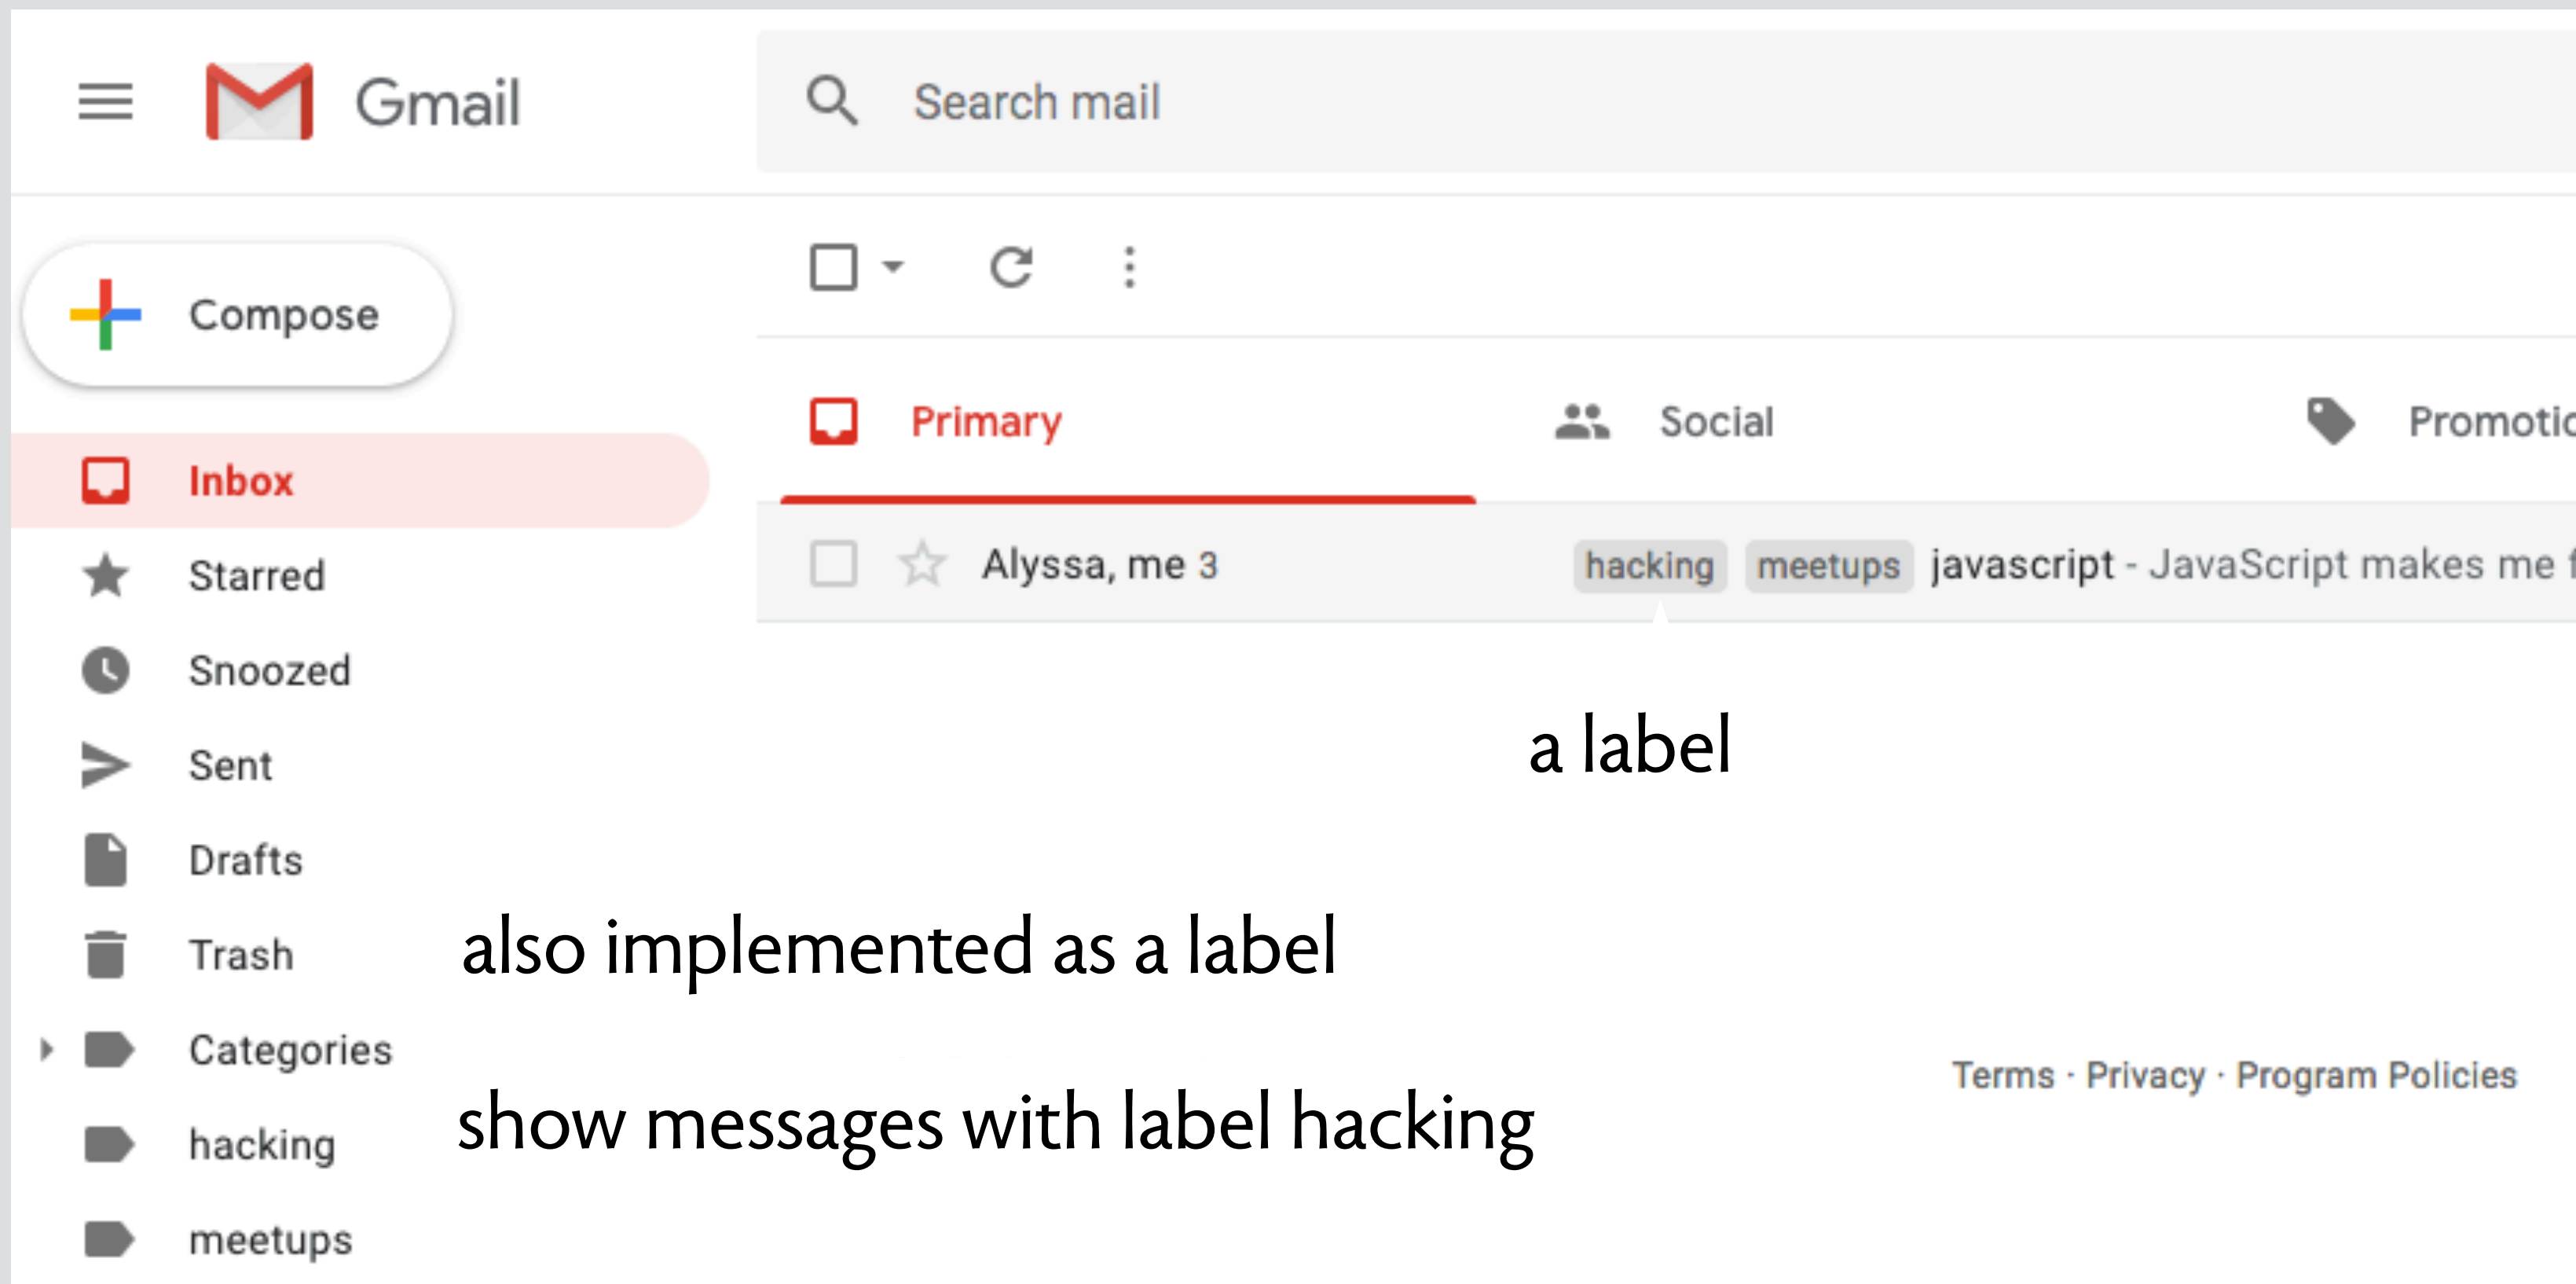 Gmail
Search mail
Compose
Primary
Social
Promotic
Inbox
Alyssa, me 3
hacking meetups javascript - JavaScript makes me f
Starred
Snoozed
a label
Sent
Drafts
also implemented as a label
Trash
Categories
Terms · Privacy · Program Policies
show messages with label hacking
hacking
meetups